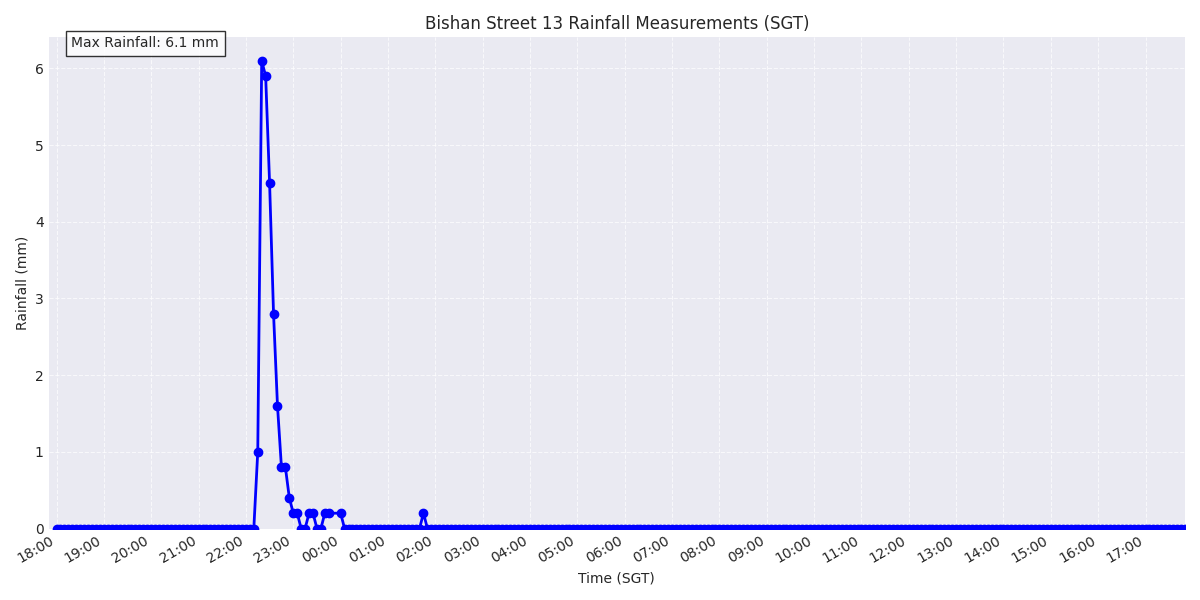 Bishan Street 13 Rainfall Measurements (SGT)
Max Rainfall: 6.1 mm
Rainfall (mm)
6
5
4
3
2
1
0
18:00 19:00 20:00 21:00 22:00 23:00 00:00 01:00 02:00 03:00 04:00 05:00 06:00 07:00 08:00 09:00 10:00 11:00 12:00 13:00 14:00 15:00 16:00 17:00
Time (SGT)